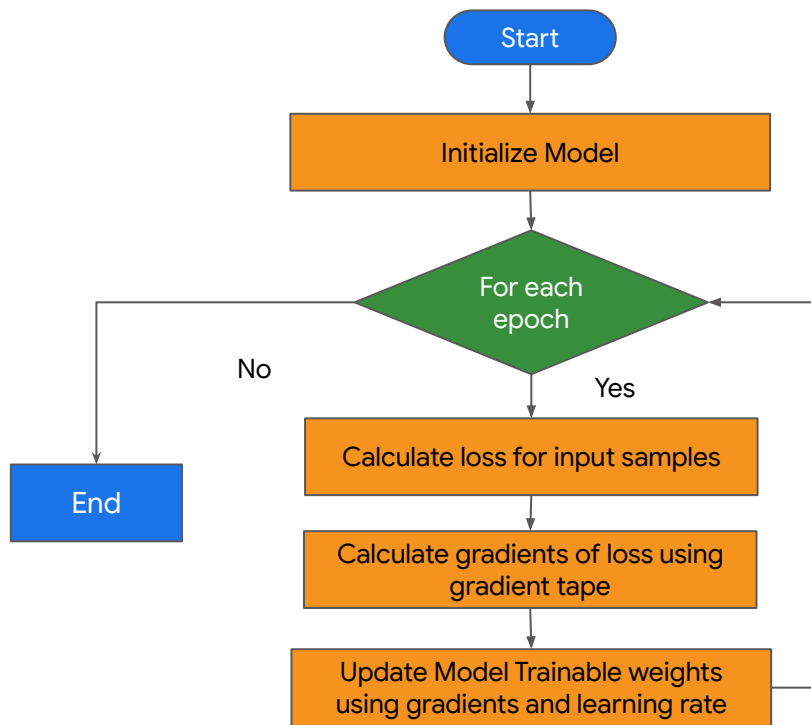 Start
Initialize Model
For each
epoch
No
Yes
Calculate loss for input samples
End
Calculate gradients of loss using
gradient tape
Update Model Trainable weights
using gradients and learning rate